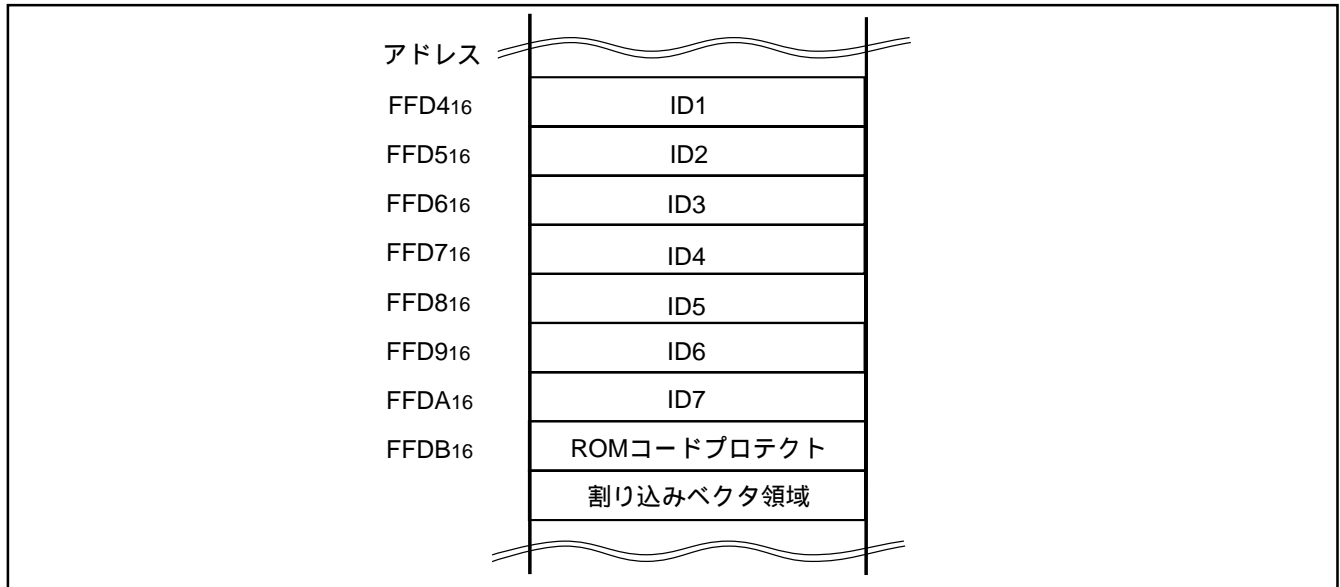 アドレス
FFD416 ID1
FFD516 ID2
FFD616 ID3
FFD716 ID4
FFD816 ID5
FFD916 ID6
FFDA16 ID7
FFDB16 ROMコードプロテクト
割り込みベクタ領域